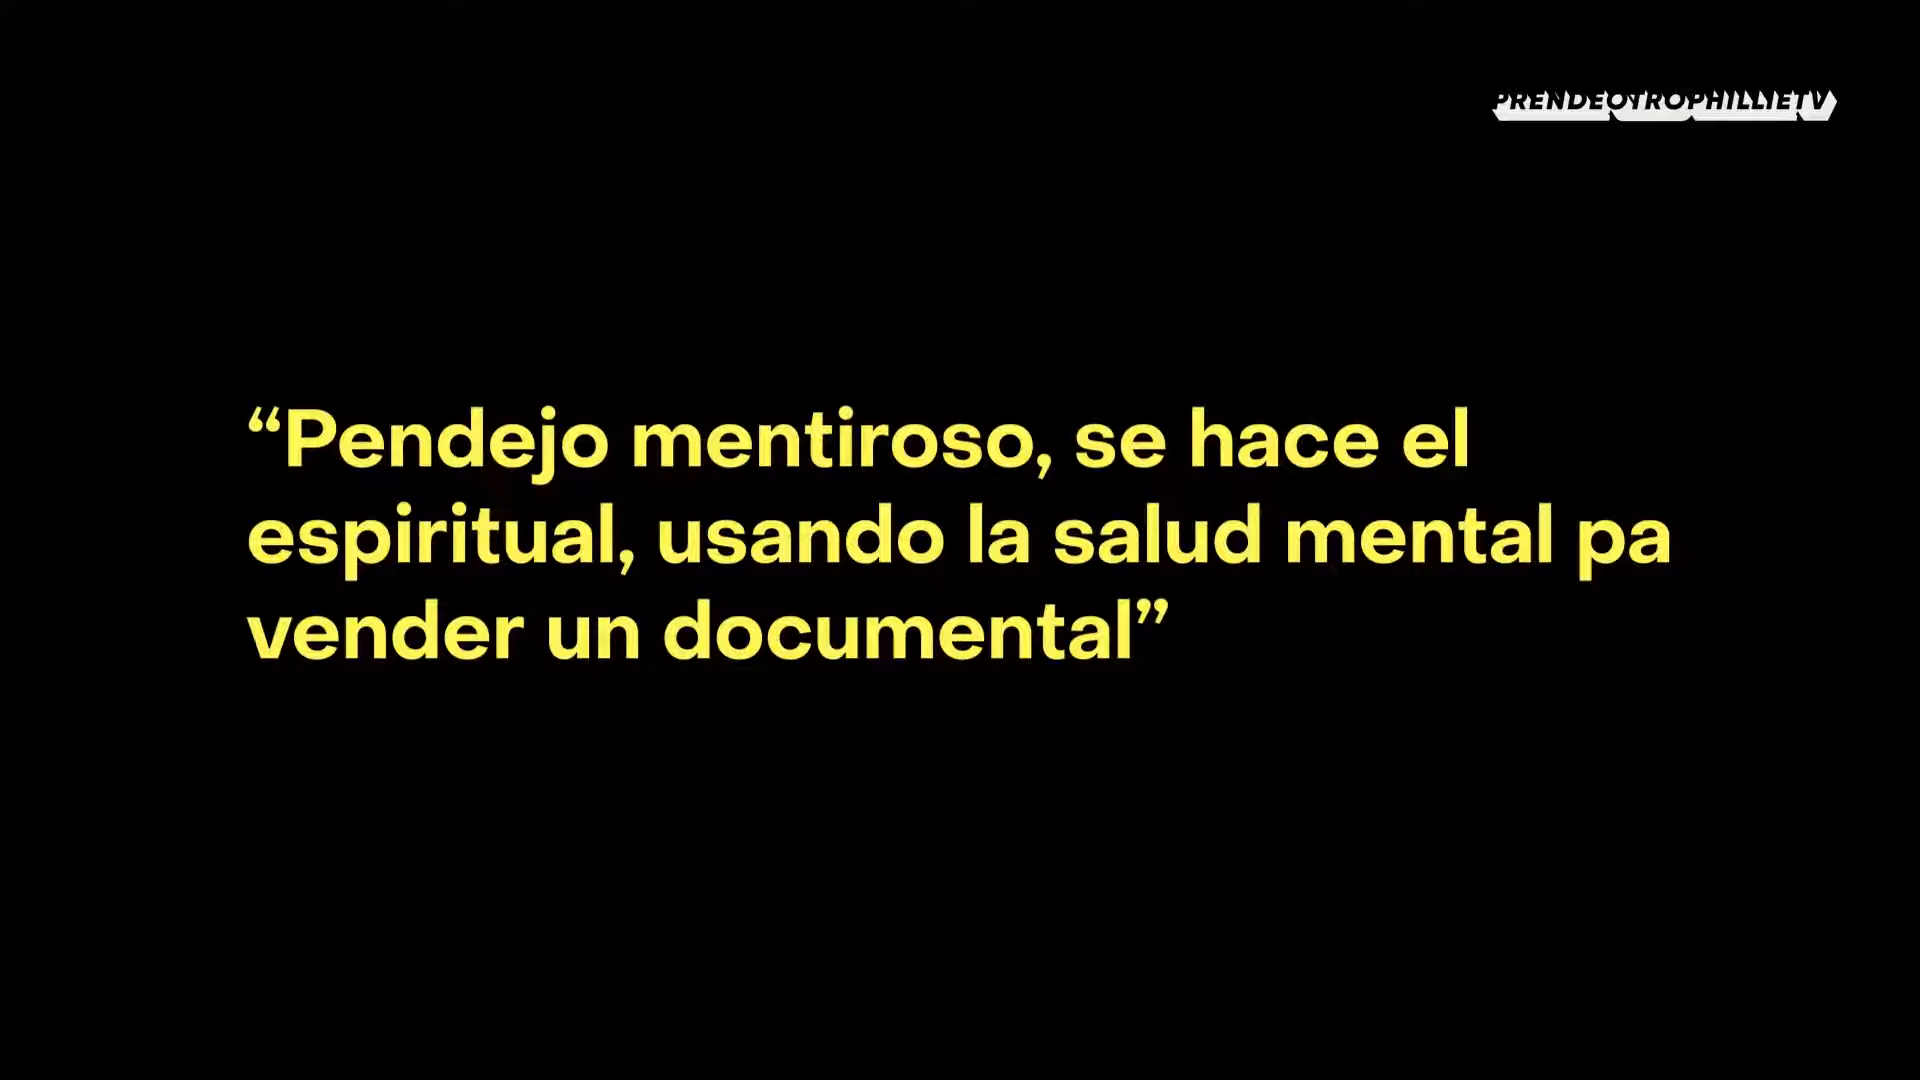 PRENDEOTROPHILLIETV
“Pendejo mentiroso, se hace el
espiritual, usando la salud mental pa
vender un documental”